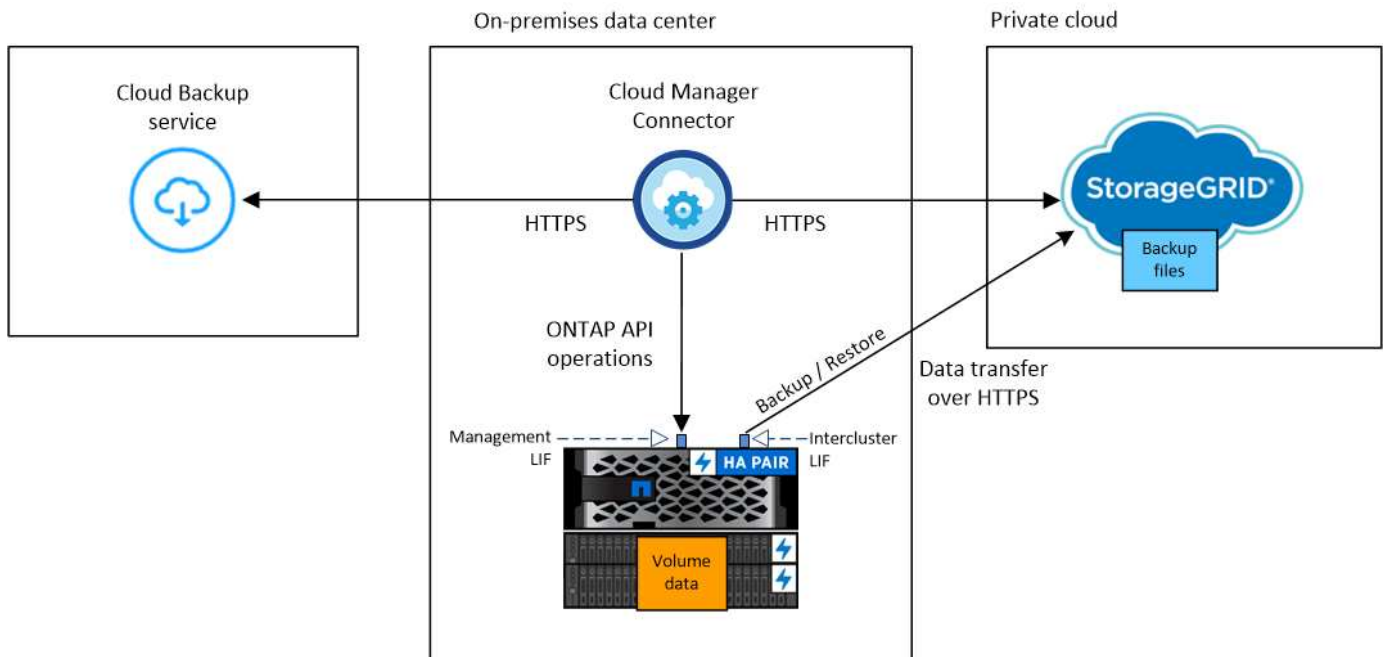 On-premises data center
Private cloud
Cloud Backup
service
Cloud Manager
Connector
StorageGRID®
Backup
files
HTTPS
HTTPS
ONTAP API
operations
Backup / Restore
Data transfer
over HTTPS
Management
LIF
Intercluster
LIF
HA PAIR
Volume
data